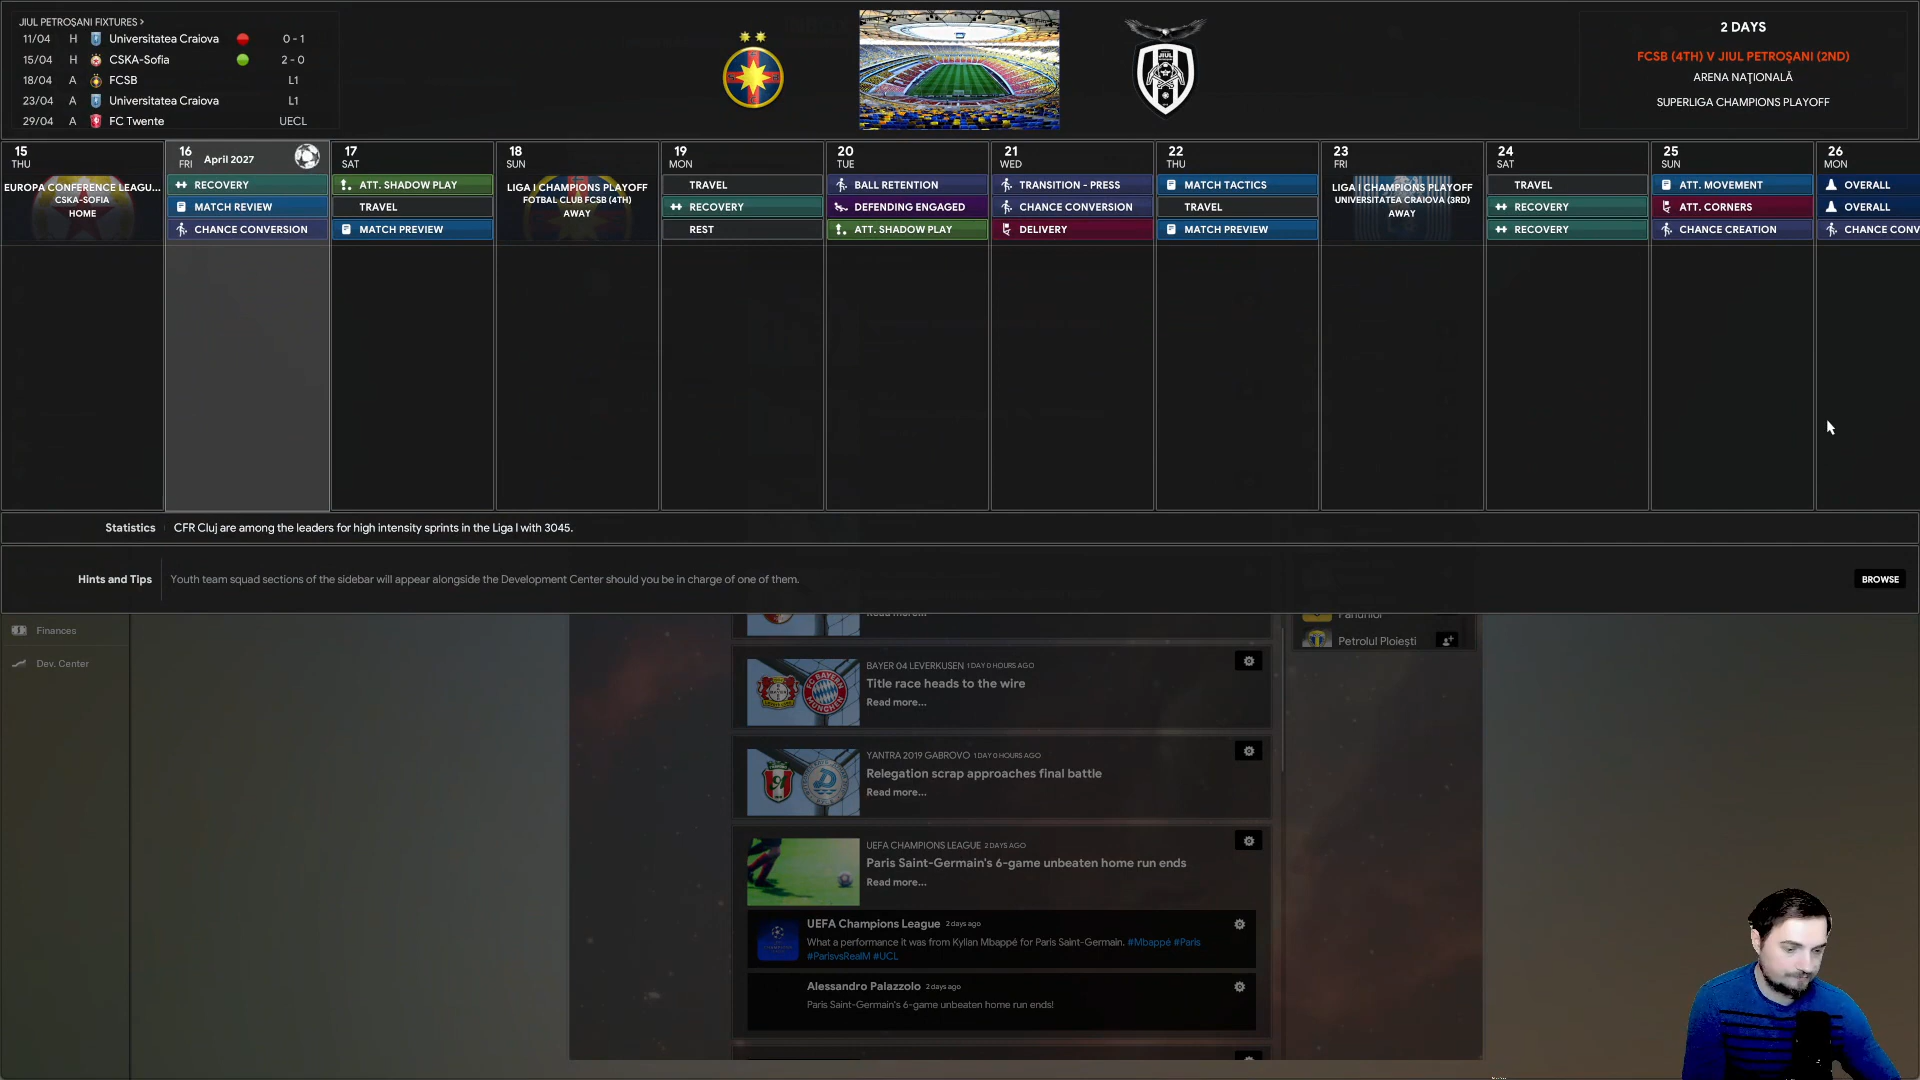 JIUL PETROȘANI FIXTURES >
11/04 H Universitatea Craiova 0 - 1
15/04 H CSKA-Sofia 2 - 0
18/04 A FCSB L1
23/04 A Universitatea Craiova L1
29/04 A FC Twente UECL
2 DAYS
FCSB (4TH) V JIUL PETROȘANI (2ND)
ARENA NAȚIONALĂ
SUPERLIGA CHAMPIONS PLAYOFF
15
THU
EUROPA CONFERENCE LEAGU...
CSKA-SOFIA
HOME
16
FRI April 2027
RECOVERY
MATCH REVIEW
CHANCE CONVERSION
17
SAT
ATT. SHADOW PLAY
TRAVEL
MATCH PREVIEW
18
SUN
LIGA I CHAMPIONS PLAYOFF
FOTBAL CLUB FCSB (4TH)
AWAY
19
MON
TRAVEL
RECOVERY
REST
20
TUE
BALL RETENTION
DEFENDING ENGAGED
ATT. SHADOW PLAY
21
WED
TRANSITION - PRESS
CHANCE CONVERSION
DELIVERY
22
THU
MATCH TACTICS
TRAVEL
MATCH PREVIEW
23
FRI
LIGA I CHAMPIONS PLAYOFF
UNIVERSITATEA CRAIOVA (3RD)
AWAY
24
SAT
TRAVEL
RECOVERY
RECOVERY
25
SUN
ATT. MOVEMENT
ATT. CORNERS
CHANCE CREATION
26
MON
OVERALL
OVERALL
CHANCE CONV
Statistics CFR Cluj are among the leaders for high intensity sprints in the Liga I with 3045.
Hints and Tips Youth team squad sections of the sidebar will appear alongside the Development Center should you be in charge of one of them.
BROWSE
Finances
Dev. Center
Read more...
Petrolul Ploiești
BAYER 04 LEVERKUSEN 1 DAY 0 HOURS AGO
Title race heads to the wire
Read more...
YANTRA 2019 GABROVO 1 DAY 0 HOURS AGO
Relegation scrap approaches final battle
Read more...
UEFA CHAMPIONS LEAGUE 2 DAYS AGO
Paris Saint-Germain's 6-game unbeaten home run ends
Read more...
UEFA Champions League 2 days ago
What a performance it was from Kylian Mbappé for Paris Saint-Germain. #Mbappé #Paris
#ParisvsRealM #UCL
Alessandro Palazzolo 2 days ago
Paris Saint-Germain's 6-game unbeaten home run ends!